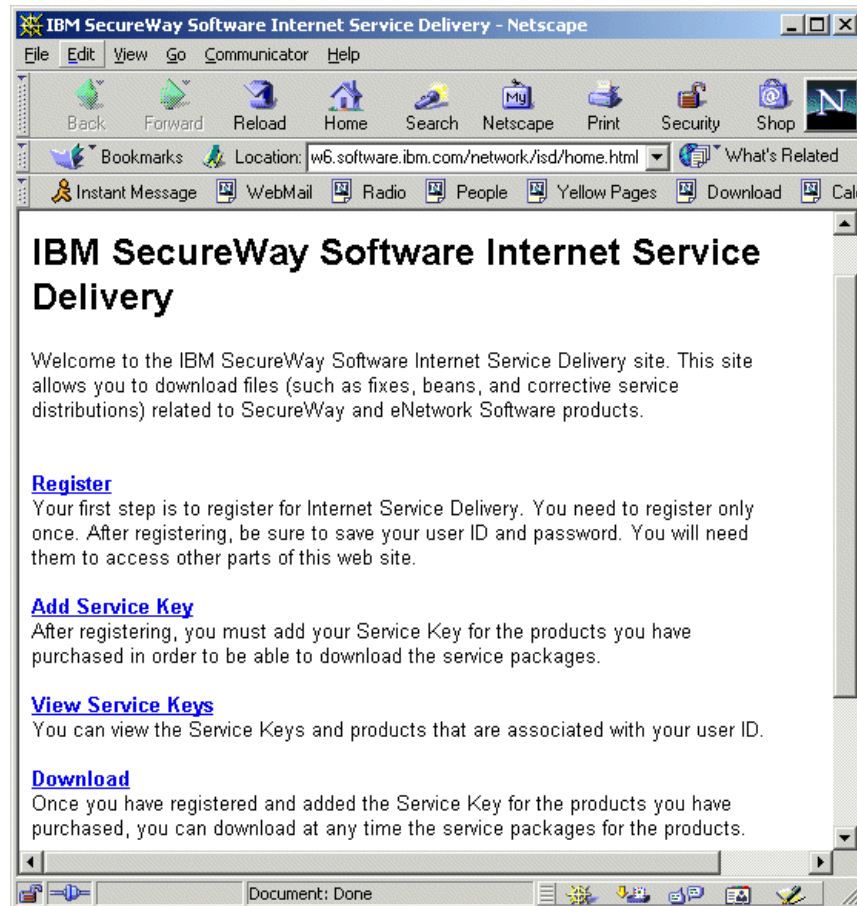 IBM SecureWay Software Internet Service Delivery - Netscape
File Edit View Go Communicator Help
Back Forward Reload Home Search Netscape Print Security Shop
My
N
Bookmarks Location: w6.software.ibm.com/network/isd/home.html What's Related
Instant Message WebMail Radio People Yellow Pages Download Cal
IBM SecureWay Software Internet Service
Delivery
Welcome to the IBM SecureWay Software Internet Service Delivery site. This site
allows you to download files (such as fixes, beans, and corrective service
distributions) related to SecureWay and eNetwork Software products.
Register
Your first step is to register for Internet Service Delivery. You need to register only
once. After registering, be sure to save your user ID and password. You will need
them to access other parts of this web site.
Add Service Key
After registering, you must add your Service Key for the products you have
purchased in order to be able to download the service packages.
View Service Keys
You can view the Service Keys and products that are associated with your user ID.
Download
Once you have registered and added the Service Key for the products you have
purchased, you can download at any time the service packages for the products.
Document: Done